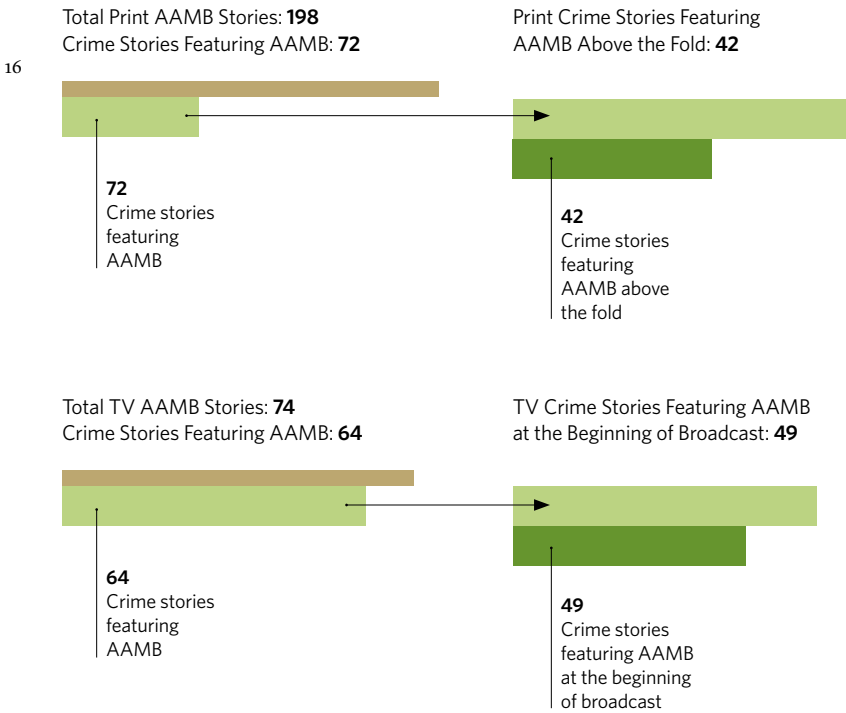 16
Total Print AAMB Stories: 198
Crime Stories Featuring AAMB: 72
72
Crime stories
featuring
AAMB
Print Crime Stories Featuring
AAMB Above the Fold: 42
42
Crime stories
featuring
AAMB above
the fold
Total TV AAMB Stories: 74
Crime Stories Featuring AAMB: 64
64
Crime stories
featuring
AAMB
TV Crime Stories Featuring AAMB
at the Beginning of Broadcast: 49
49
Crime stories
featuring AAMB
at the beginning
of broadcast